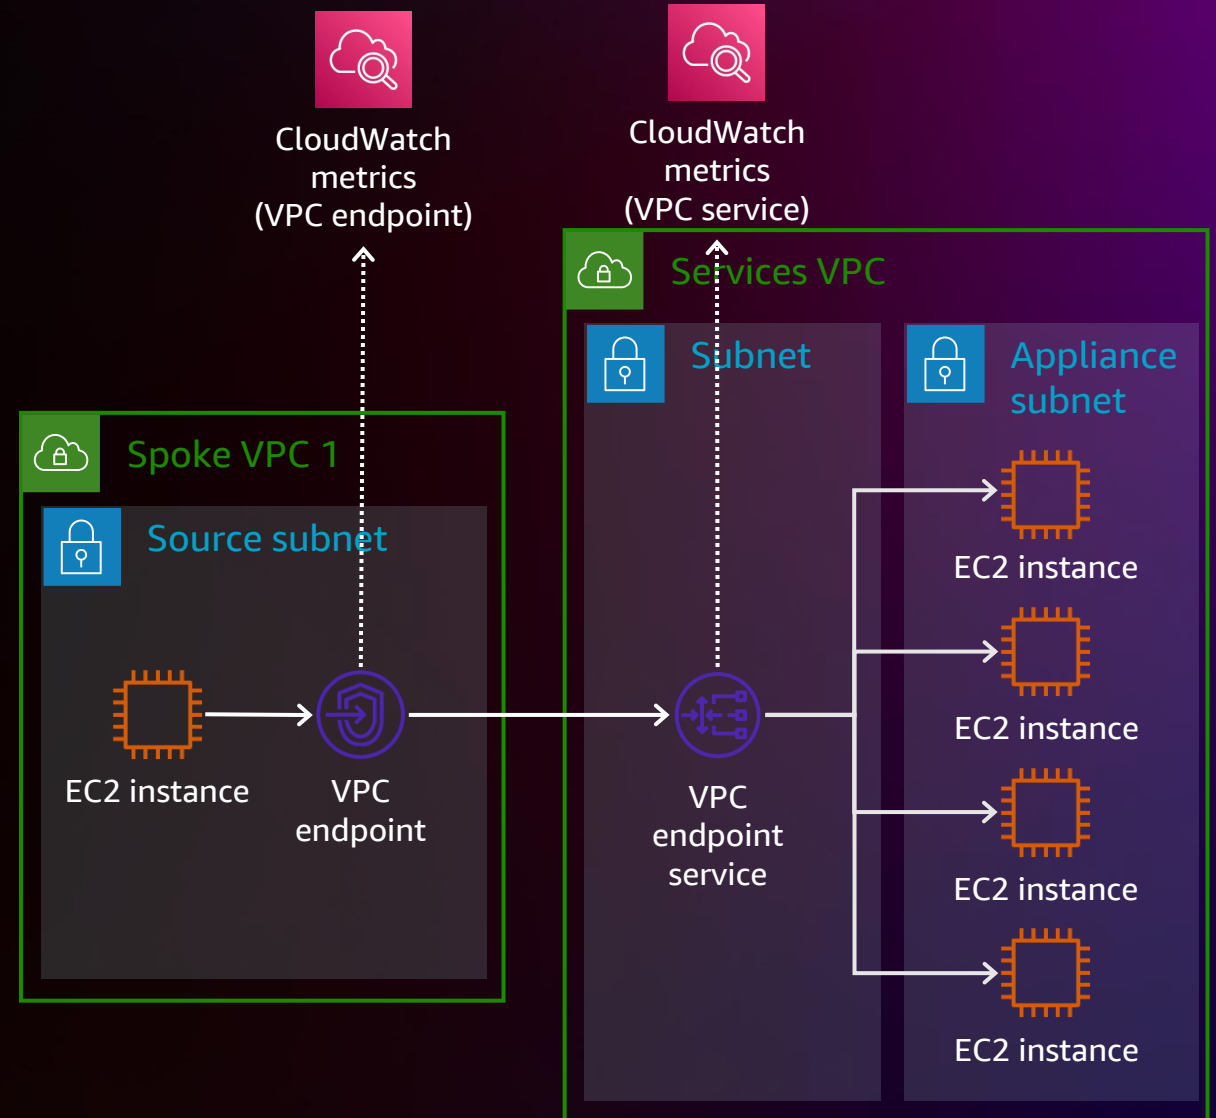 CloudWatch
metrics
(VPC endpoint)
CloudWatch
metrics
(VPC service)
Services VPC
Subnet
Appliance
subnet
Spoke VPC 1
Source subnet
EC2 instance
VPC
endpoint
VPC
endpoint
service
EC2 instance
EC2 instance
EC2 instance
EC2 instance